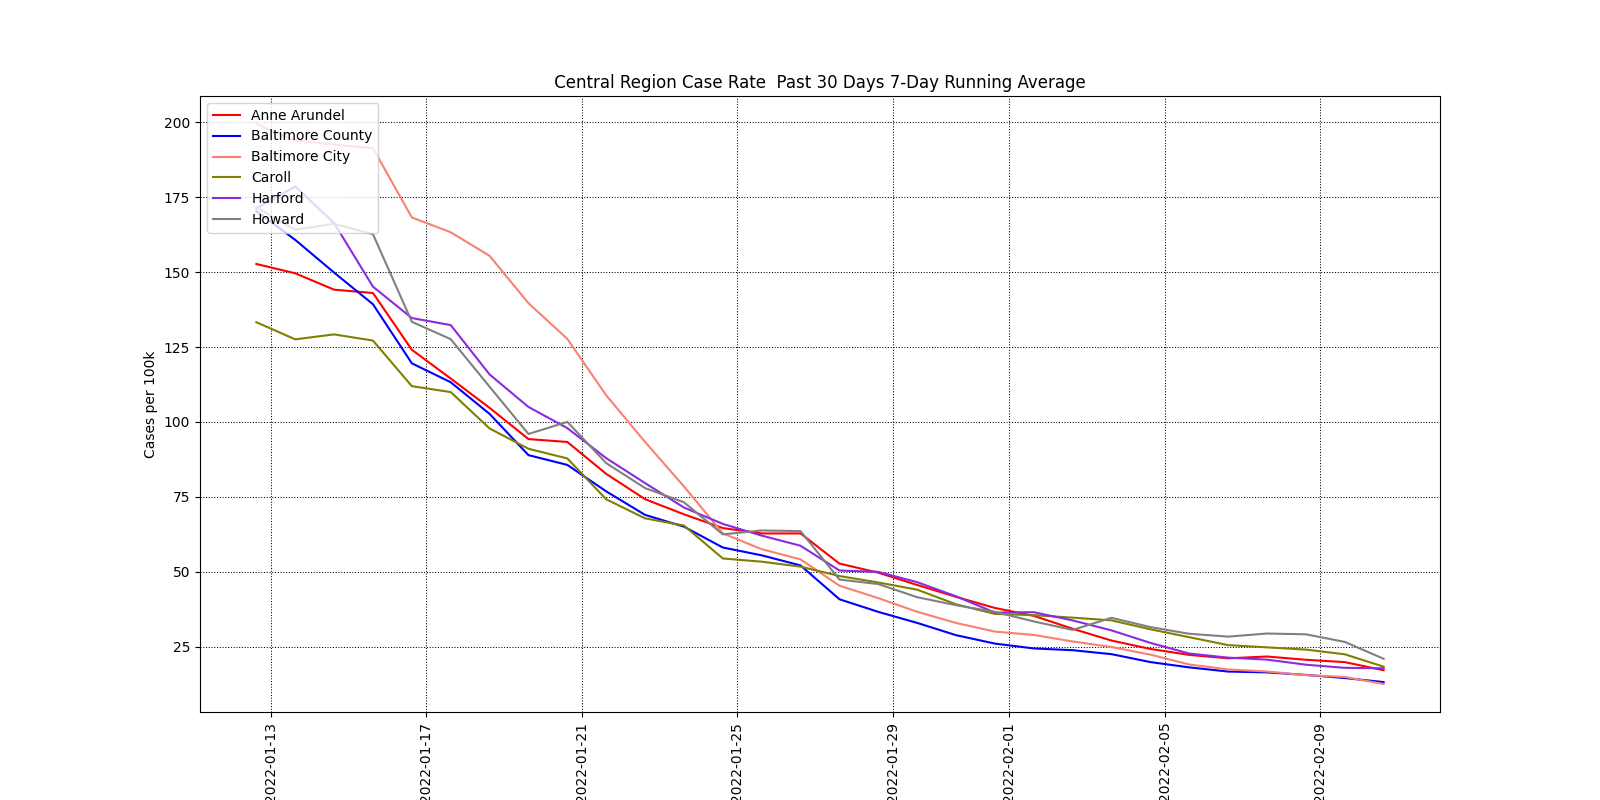 Central Region Case Rate  Past 30 Days 7-Day Running Average
Anne Arundel
Baltimore County
Baltimore City
Caroll
Harford
Howard
Cases per 100k
200
175
150
125
100
75
50
25
2022-01-13
2022-01-17
2022-01-21
2022-01-25
2022-01-29
2022-02-01
2022-02-05
2022-02-09